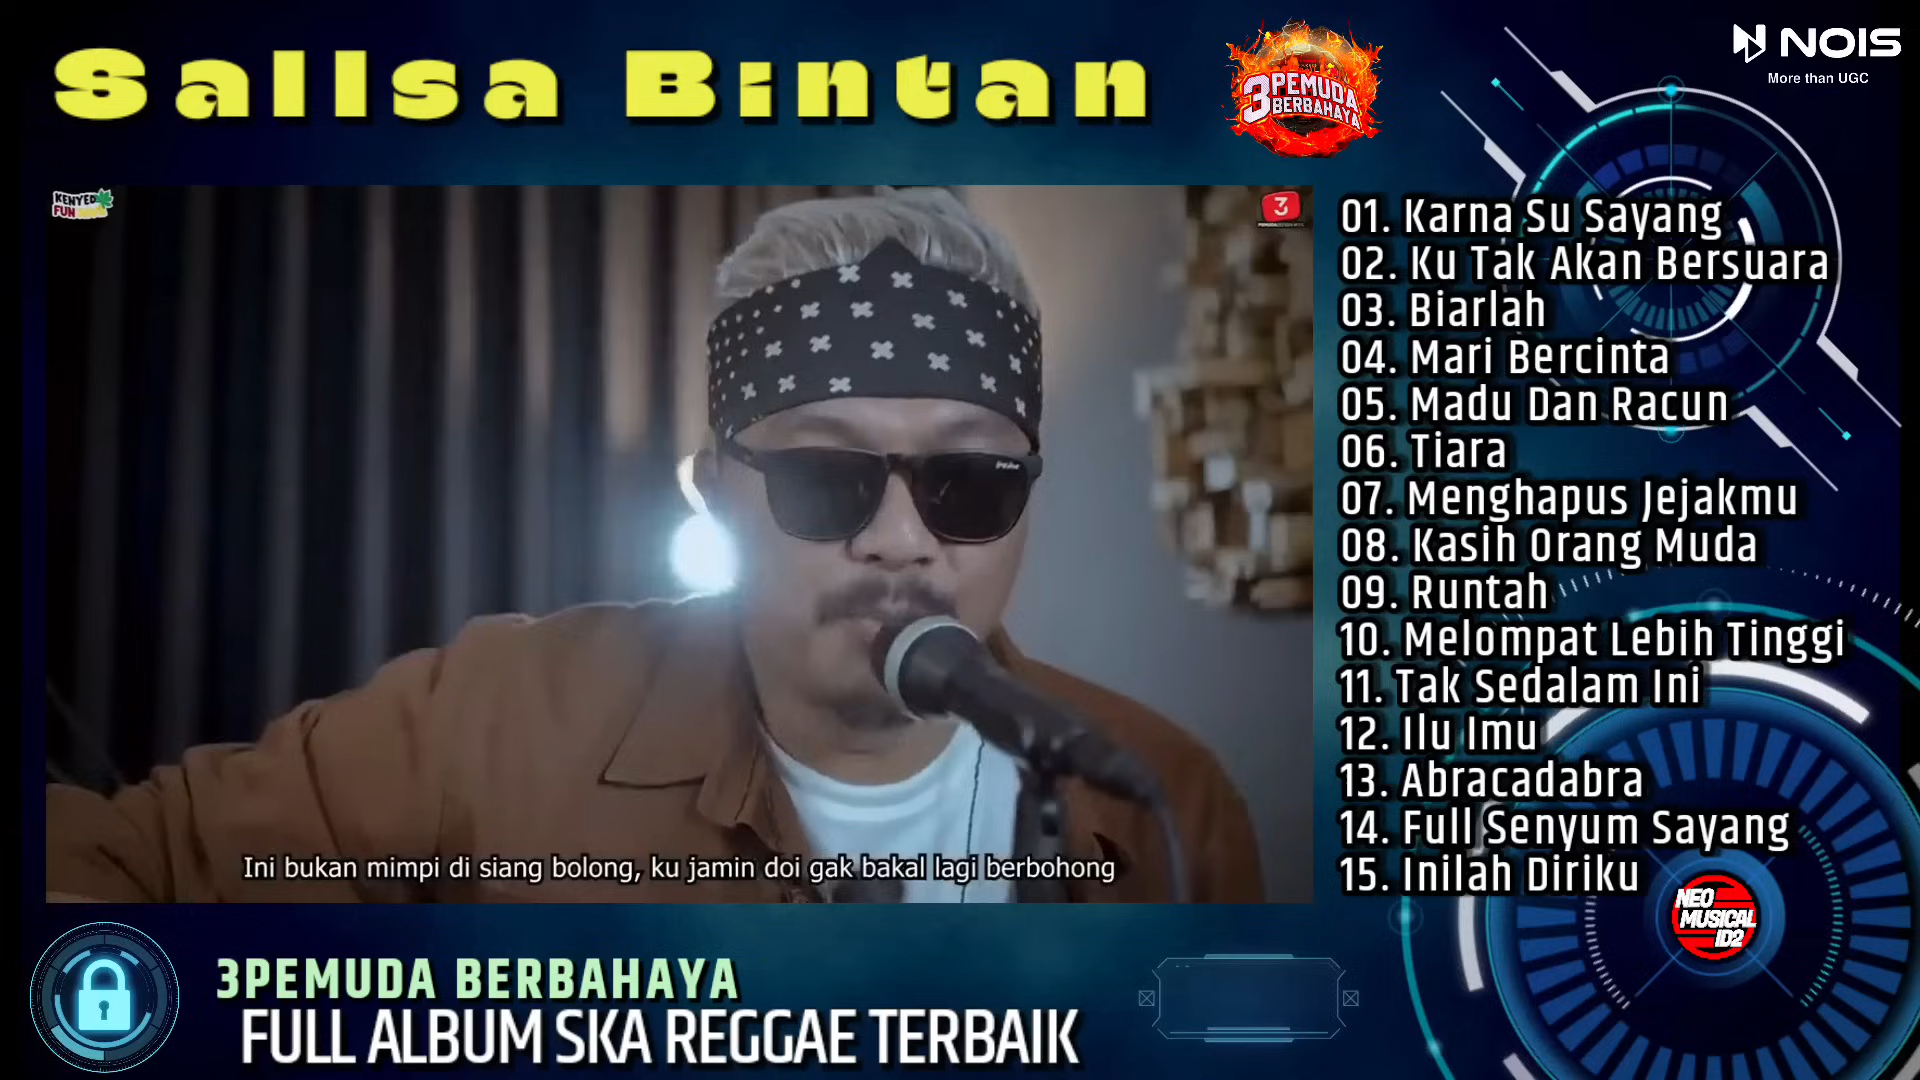 Sallsa Bintan
3PEMUDA
BERBAHAYA
NOIS
More than UGC
KENYED
FUN
3
01. Karna Su Sayang
02. Ku Tak Akan Bersuara
03. Biarlah
04. Mari Bercinta
05. Madu Dan Racun
06. Tiara
07. Menghapus Jejakmu
08. Kasih Orang Muda
09. Runtah
10. Melompat Lebih Tinggi
11. Tak Sedalam Ini
12. Ilu Imu
13. Abracadabra
14. Full Senyum Sayang
15. Inilah Diriku
Ini bukan mimpi di siang bolong, ku jamin doi gak bakal lagi berbohong
NEO
MUSICAL
ID2
3PEMUDA BERBAHAYA
FULL ALBUM SKA REGGAE TERBAIK